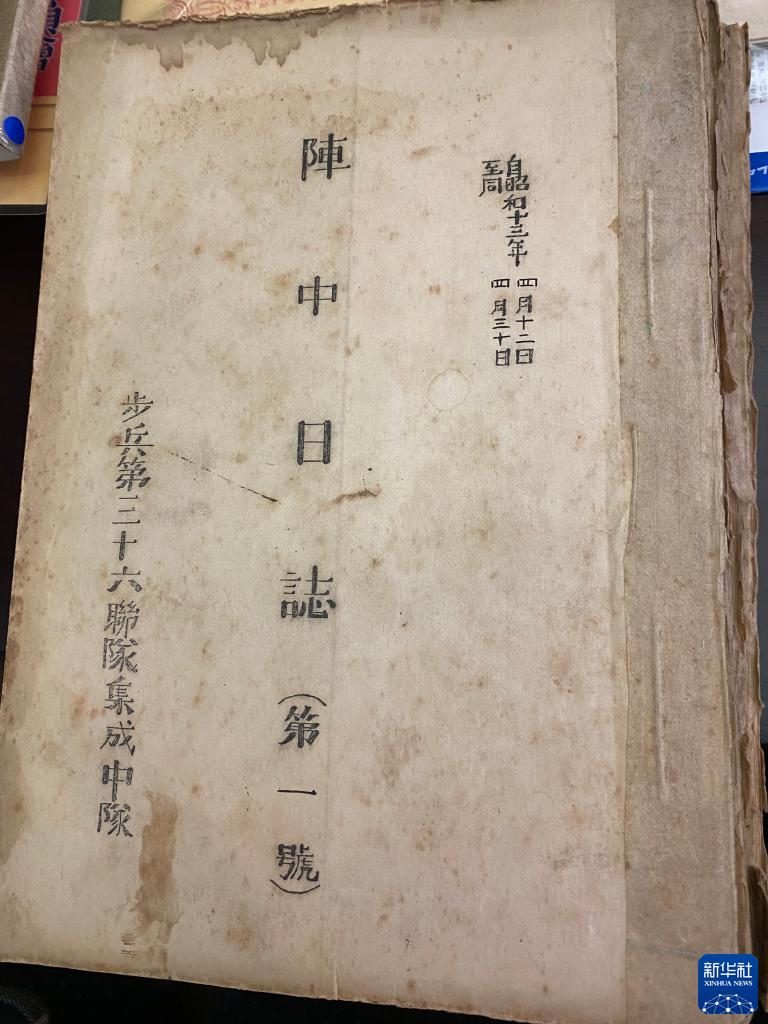 自昭和十三年四月十二日
至同四月三十日
陣中日誌（第一號）
步兵第三十六聯隊集成中隊
新华社
XINHUA NEWS